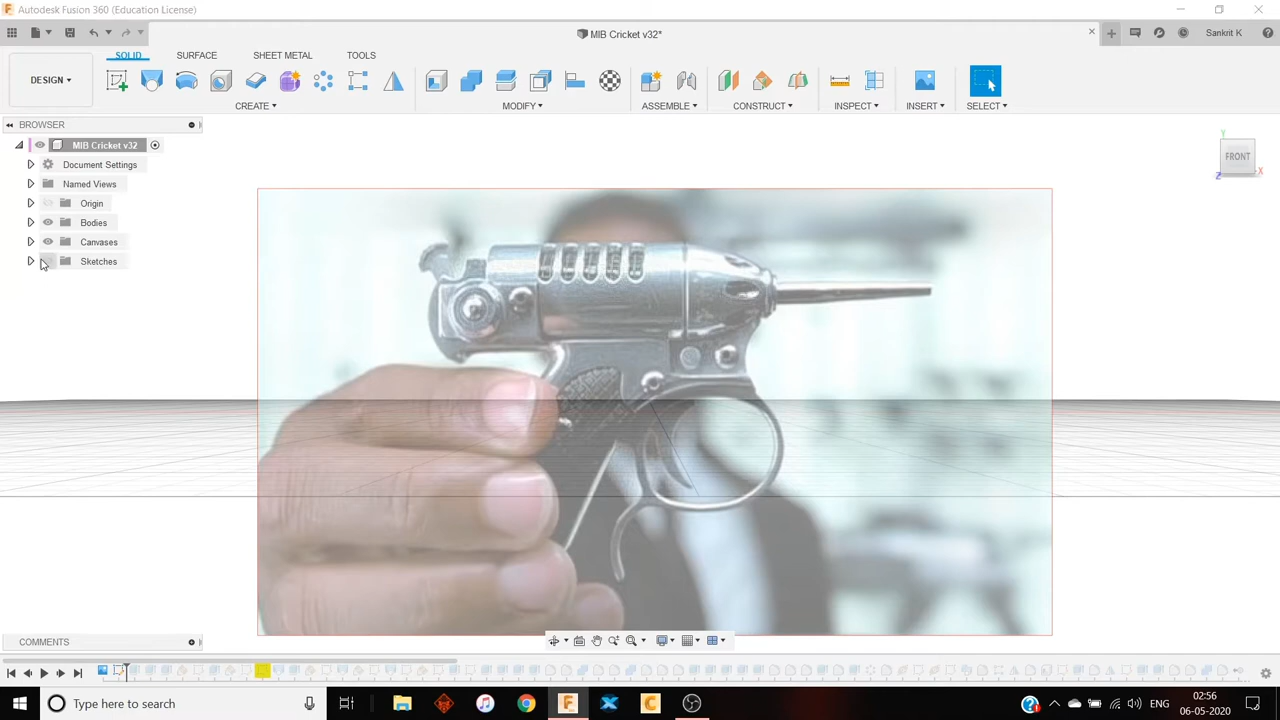 Autodesk Fusion 360 (Education License)
MIB Cricket v32*
Sankrit K
DESIGN
SOLID
SURFACE
SHEET METAL
TOOLS
CREATE
MODIFY
ASSEMBLE
CONSTRUCT
INSPECT
INSERT
SELECT
BROWSER
MIB Cricket v32
Document Settings
Named Views
Origin
Bodies
Canvases
Sketches
Y
FRONT
X
Z
COMMENTS
Type here to search
ENG
02:56
06-05-2020